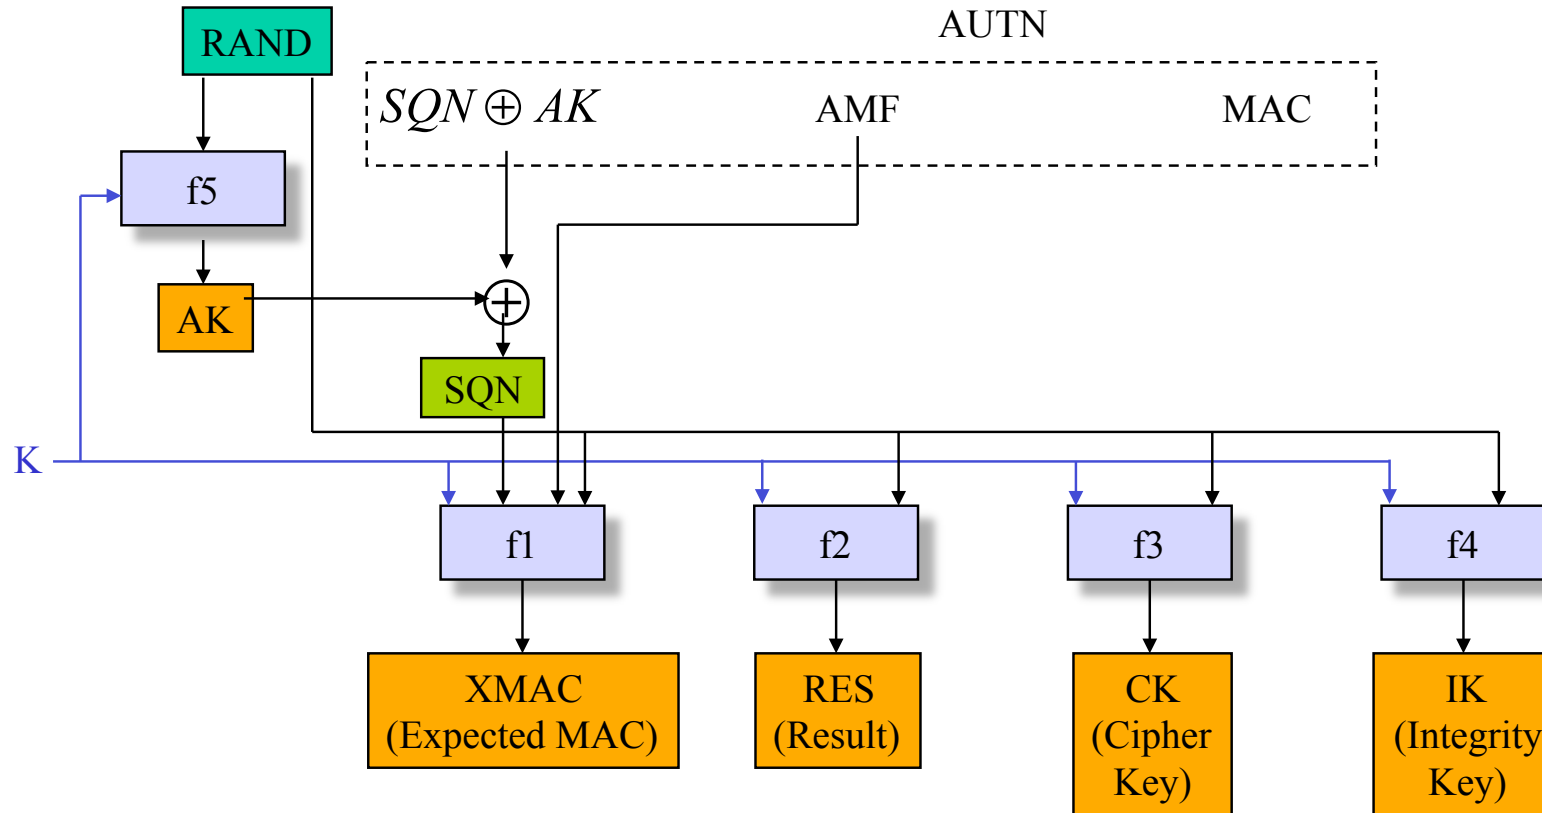 AUTN
RAND
SQN ⊕ AK
AMF
MAC
f5
AK
SQN
K
f1
f2
f3
f4
XMAC
(Expected MAC)
RES
(Result)
CK
(Cipher
Key)
IK
(Integrity
Key)